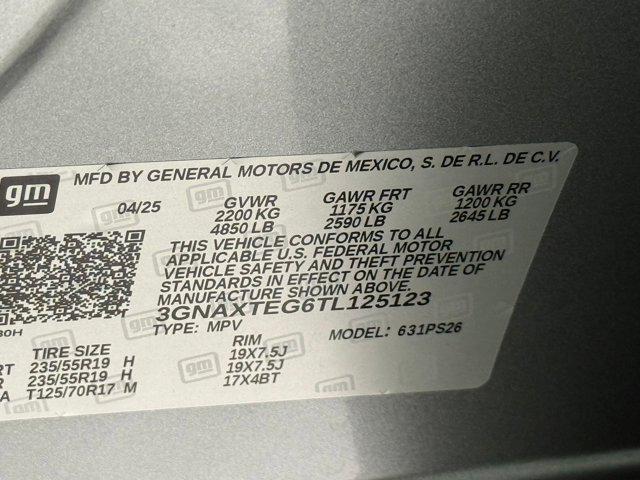 gm MFD BY GENERAL MOTORS DE MEXICO, S. DE R.L. DE C.V.
04/25 GVWR GAWR FRT GAWR RR
2200 KG 1175 KG 1200 KG
4850 LB 2590 LB 2645 LB
THIS VEHICLE CONFORMS TO ALL
APPLICABLE U.S. FEDERAL MOTOR
VEHICLE SAFETY AND THEFT PREVENTION
STANDARDS IN EFFECT ON THE DATE OF
MANUFACTURE SHOWN ABOVE.
3GNAXTEG6TL125123
TYPE: MPV MODEL: 631PS26
TIRE SIZE RIM
235/55R19 H 19X7.5J
235/55R19 H 19X7.5J
T125/70R17 M 17X4BT